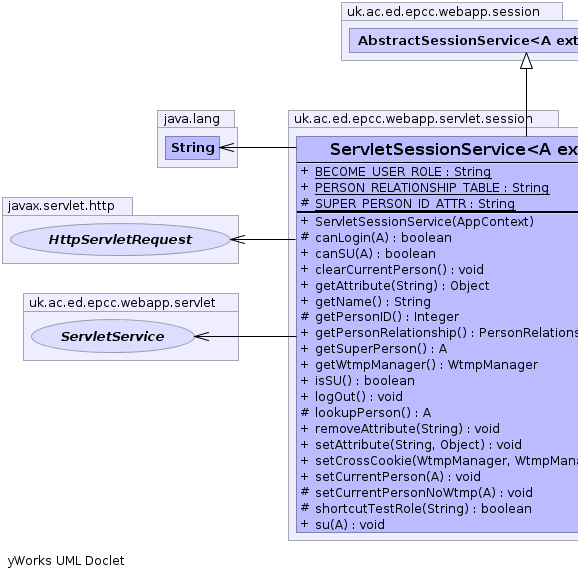 uk.ac.ed.epcc.webapp.session
AbstractSessionService<A ext
java.lang
String
uk.ac.ed.epcc.webapp.servlet.session
ServletSessionService<A ex
+ BECOME_USER_ROLE : String
+ PERSON_RELATIONSHIP_TABLE : String
# SUPER_PERSON_ID_ATTR : String
javax.servlet.http
HttpServletRequest
uk.ac.ed.epcc.webapp.servlet
ServletService
+ ServletSessionService(AppContext)
# canLogin(A) : boolean
+ canSU(A) : boolean
+ clearCurrentPerson() : void
+ getAttribute(String) : Object
+ getName() : String
# getPersonID() : Integer
+ getPersonRelationship() : PersonRelations
+ getSuperPerson() : A
+ getWtmpManager() : WtmpManager
+ isSU() : boolean
+ logOut() : void
# lookupPerson() : A
+ removeAttribute(String) : void
+ setAttribute(String, Object) : void
+ setCrossCookie(WtmpManager, WtmpMana
+ setCurrentPerson(A) : void
# setCurrentPersonNoWtmp(A) : void
# shortcutTestRole(String) : boolean
+ su(A) : void
yWorks UML Doclet